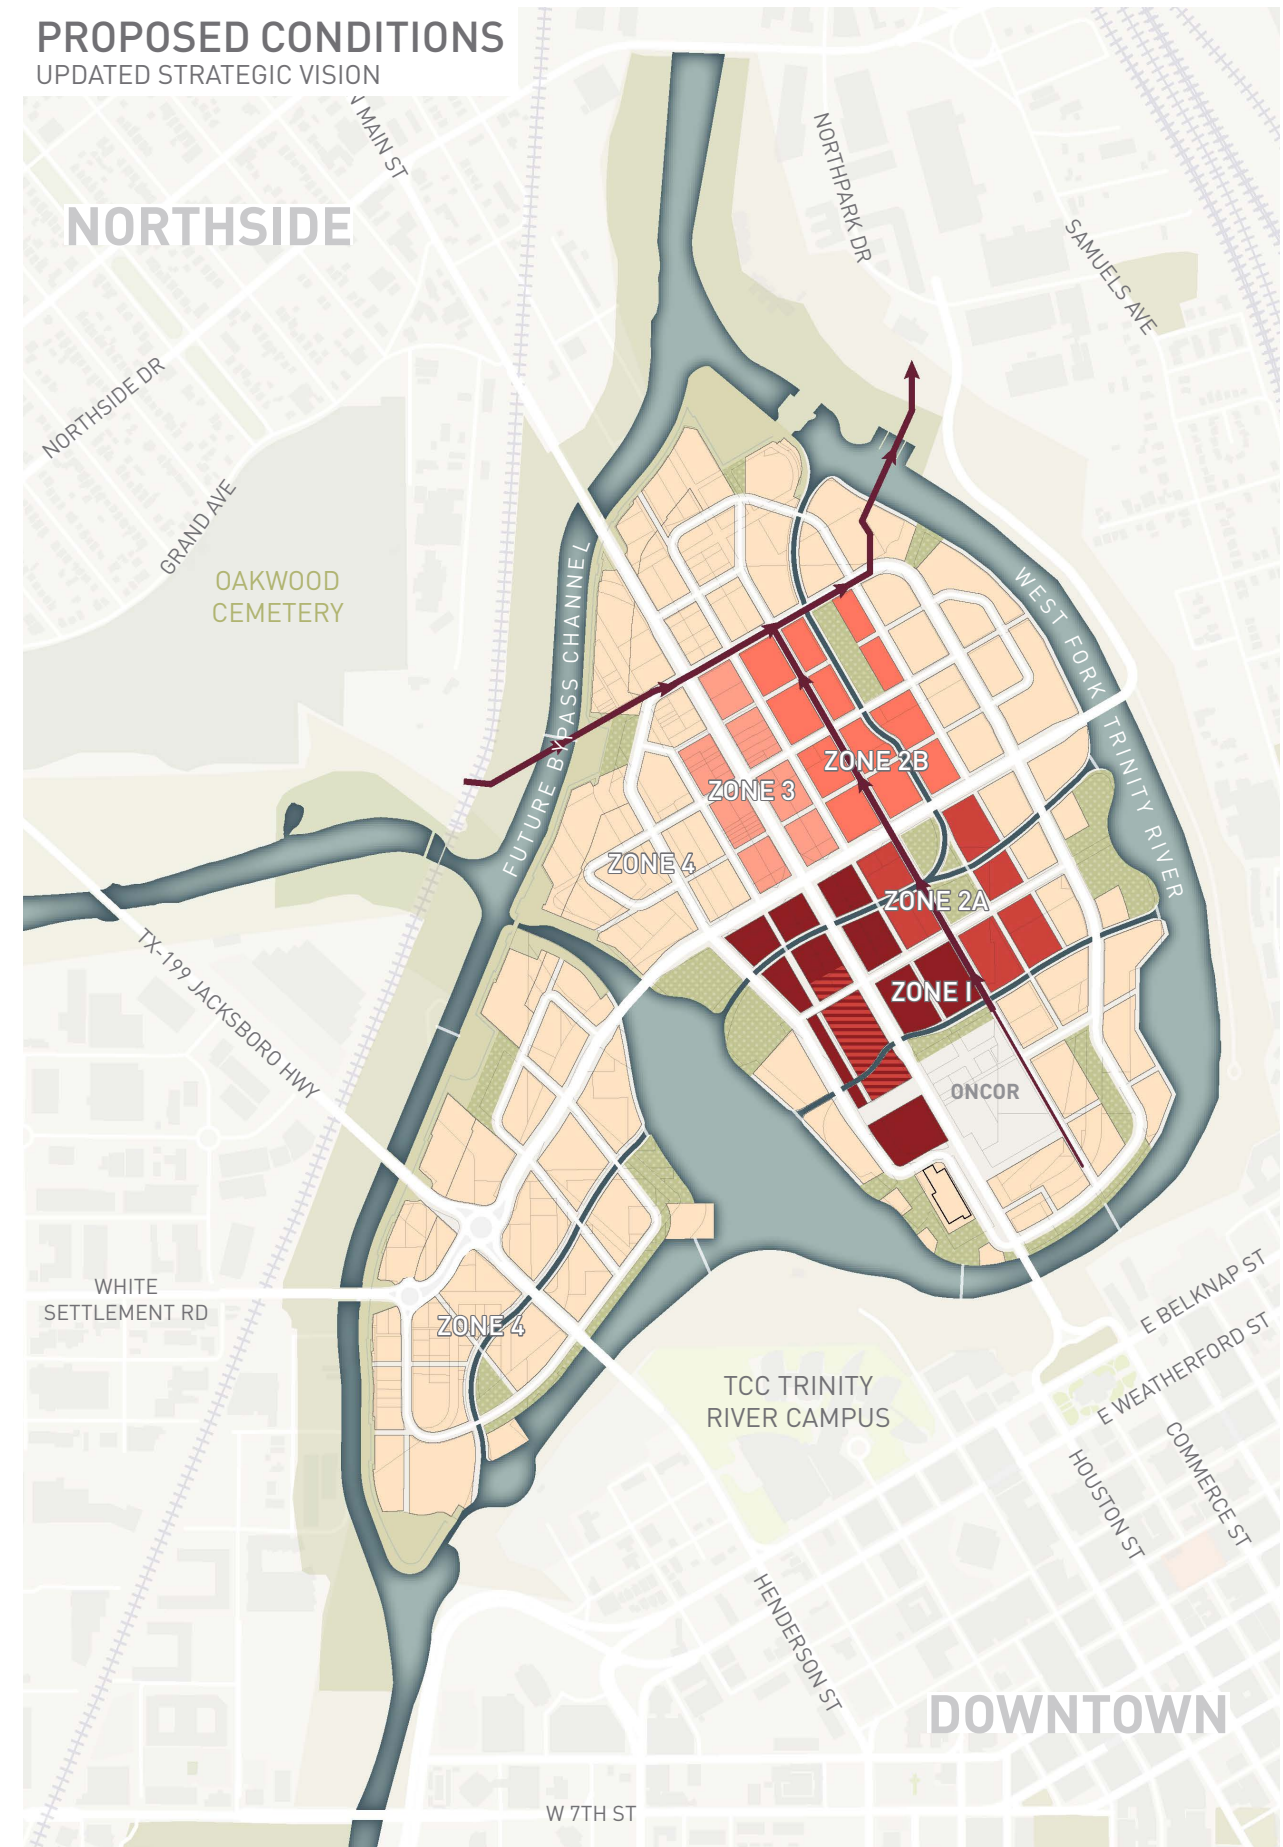 PROPOSED CONDITIONS
UPDATED STRATEGIC VISION
N MAIN ST
NORTHPARK DR
NORTHSIDE
SAMUELS AVE
NORTHSIDE DR
GRAND AVE
OAKWOOD
CEMETERY
FUTURE BYPASS CHANNEL
WEST FORK TRINITY RIVER
ZONE 2B
ZONE 3
ZONE 4
ZONE 2A
ZONE I
TX-199 JACKSBORO HWY
ONCOR
WHITE
SETTLEMENT RD
ZONE 4
E BELKNAP ST
E WEATHERFORD ST
TCC TRINITY
RIVER CAMPUS
COMMERCE ST
HOUSTON ST
HENDERSON ST
DOWNTOWN
W 7TH ST